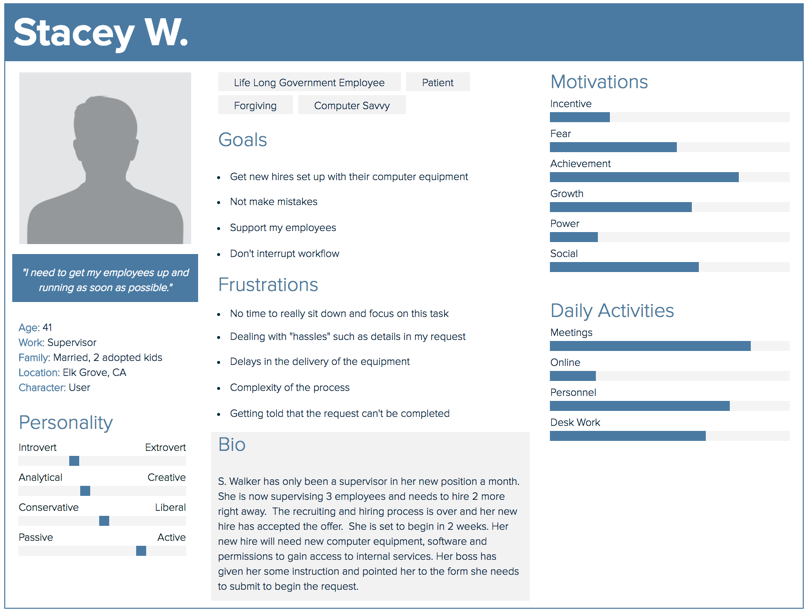 Stacey W.
"I need to get my employees up and
running as soon as possible."
Age: 41
Work: Supervisor
Family: Married, 2 adopted kids
Location: Elk Grove, CA
Character: User
Personality
Introvert Extrovert
Analytical Creative
Conservative Liberal
Passive Active
Life Long Government Employee Patient
Forgiving Computer Savvy
Goals
• Get new hires set up with their computer equipment
• Not make mistakes
• Support my employees
• Don't interrupt workflow
Frustrations
• No time to really sit down and focus on this task
• Dealing with "hassles" such as details in my request
• Delays in the delivery of the equipment
• Complexity of the process
• Getting told that the request can't be completed
Bio
S. Walker has only been a supervisor in her new position a month.
She is now supervising 3 employees and needs to hire 2 more
right away. The recruiting and hiring process is over and her new
hire has accepted the offer. She is set to begin in 2 weeks. Her
new hire will need new computer equipment, software and
permissions to gain access to internal services. Her boss has
given her some instruction and pointed her to the form she needs
to submit to begin the request.
Motivations
Incentive
Fear
Achievement
Growth
Power
Social
Daily Activities
Meetings
Online
Personnel
Desk Work